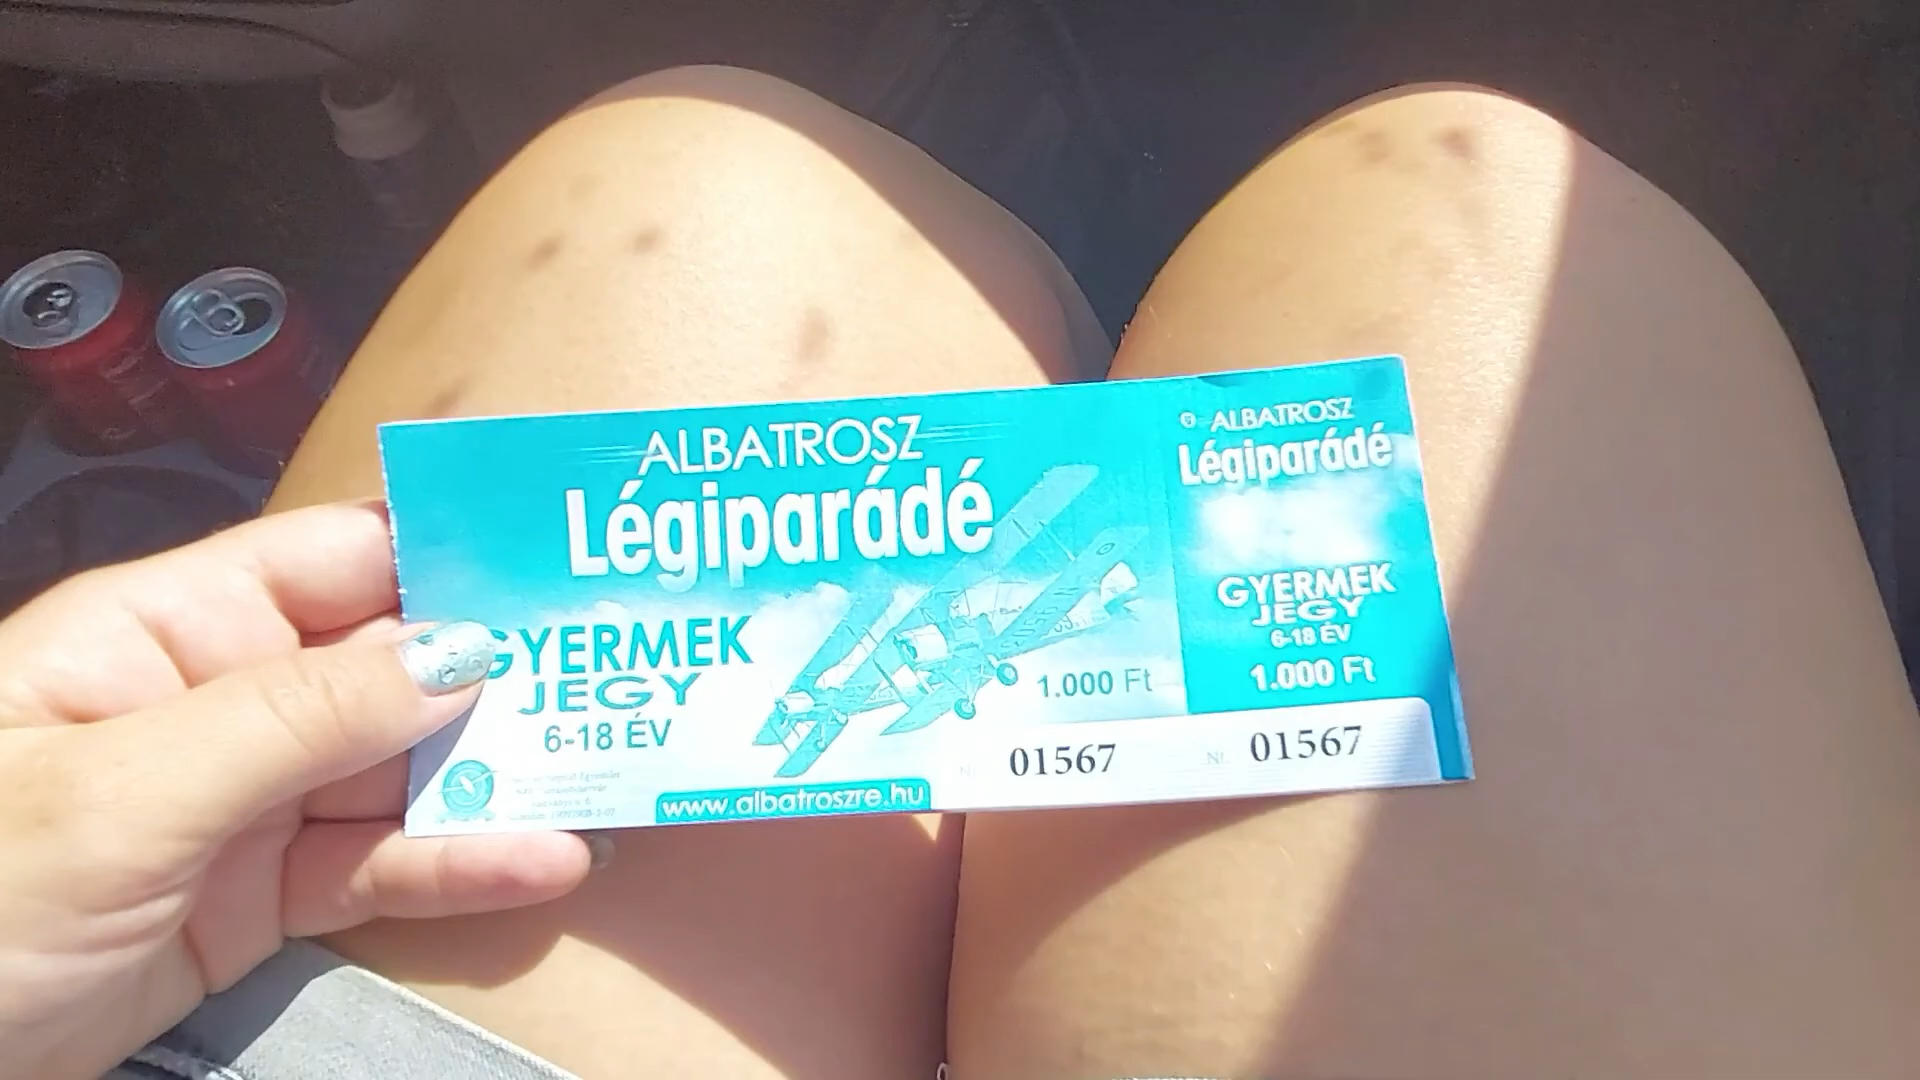 ALBATROSZ
Légiparádé
GYERMEK
JEGY
6-18 ÉV
1.000 Ft
01567
www.albatroszre.hu
ALBATROSZ
Légiparádé
GYERMEK
JEGY
6-18 ÉV
1.000 Ft
Nr. 01567